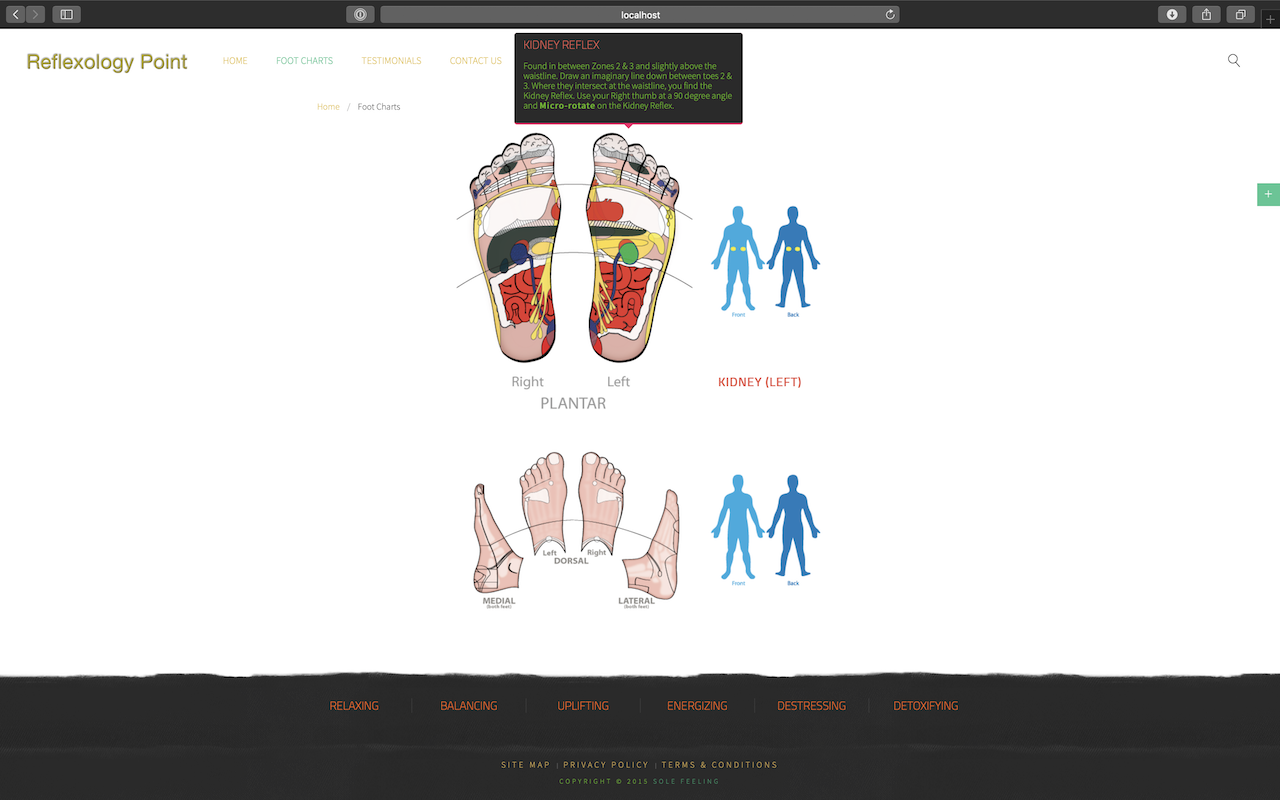 localhost
Reflexology Point
HOME
FOOT CHARTS
TESTIMONIALS
CONTACT US
Home / Foot Charts
KIDNEY REFLEX
Found in between Zones 2 & 3 and slightly above the
waistline. Draw an imaginary line down between toes 2 &
3. Where they intersect at the waistline, you find the
Kidney Reflex. Use your Right thumb at a 90 degree angle
and Micro-rotate on the Kidney Reflex.
Front
Back
Right
Left
PLANTAR
KIDNEY (LEFT)
Left
Right
DORSAL
MEDIAL
(both feet)
LATERAL
(both feet)
Front
Back
RELAXING
BALANCING
UPLIFTING
ENERGIZING
DESTRESSING
DETOXIFYING
SITE MAP | PRIVACY POLICY | TERMS & CONDITIONS
COPYRIGHT © 2015 SOLE FEELING